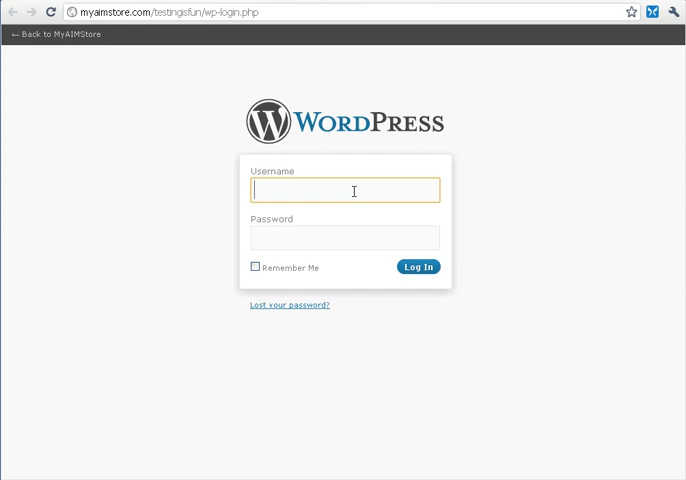 myaimstore.com/testingisfun/wp-login.php
← Back to MyAIMStore
WORDPRESS
Username
Password
Remember Me
Log In
Lost your password?